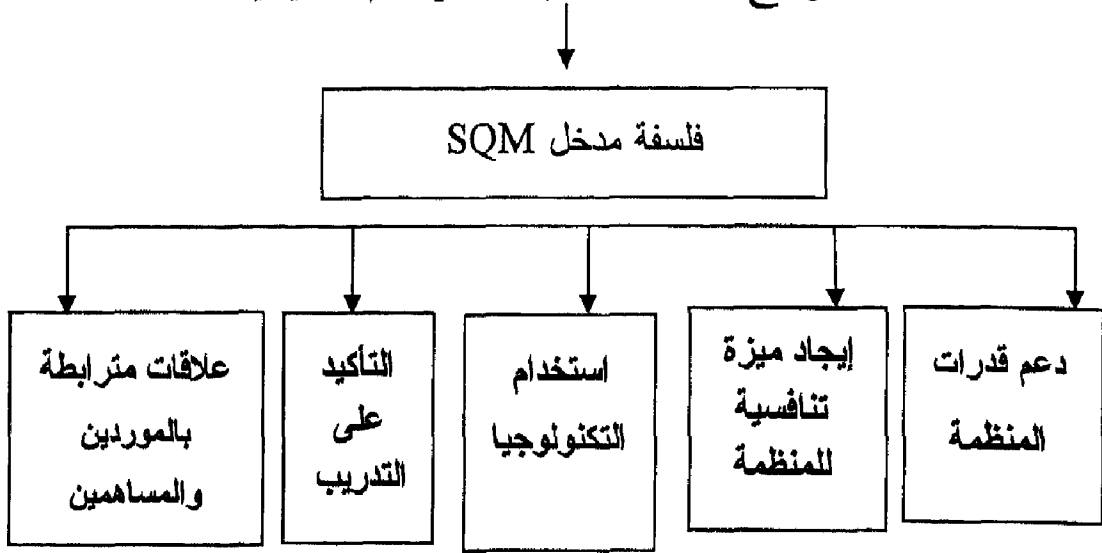 فلسفة مدخل SQM
دعم قدرات
المنظمة
إيجاد ميزة
تنافسية
للمنظمة
استخدام
التكنولوجيا
التأكيد
على
التدريب
علاقات مترابطة
بالموردين
والمساهمين